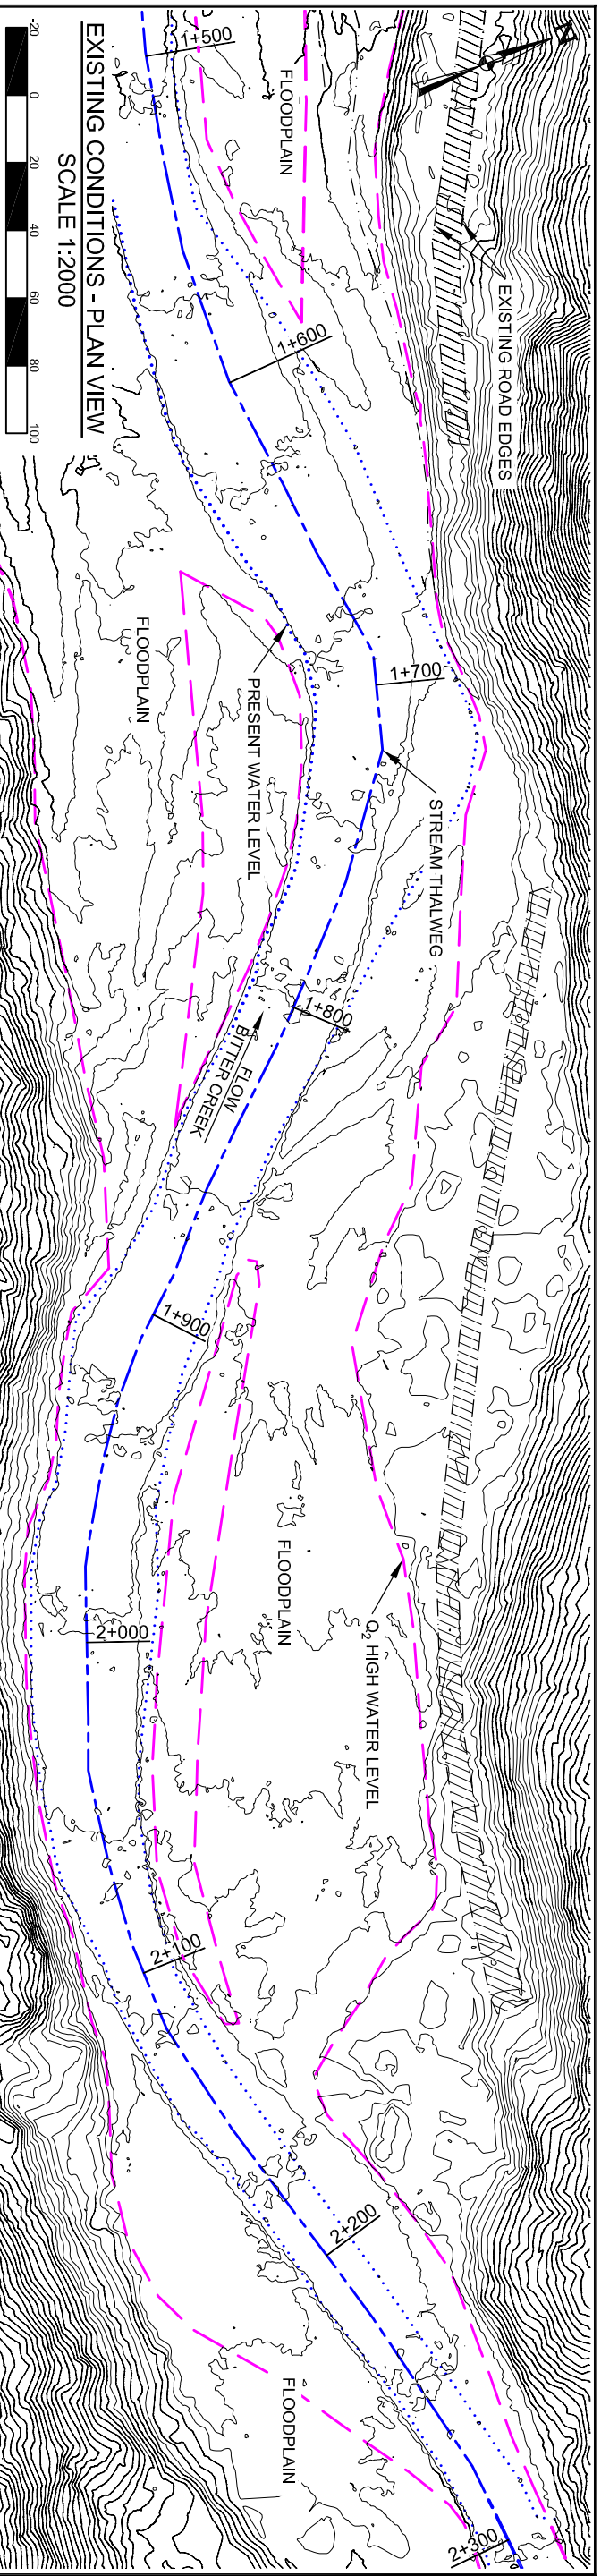 1+500
FLOODPLAIN
N
EXISTING ROAD EDGES
1+600
1+700
STREAM THALWEG
PRESENT WATER LEVEL
FLOODPLAIN
1+800
FLOW
BITTER CREEK
1+900
FLOODPLAIN
Q2 HIGH WATER LEVEL
2+000
2+100
2+200
FLOODPLAIN
2+300
EXISTING CONDITIONS - PLAN VIEW
SCALE 1:2000
-20 0 20 40 60 80 100